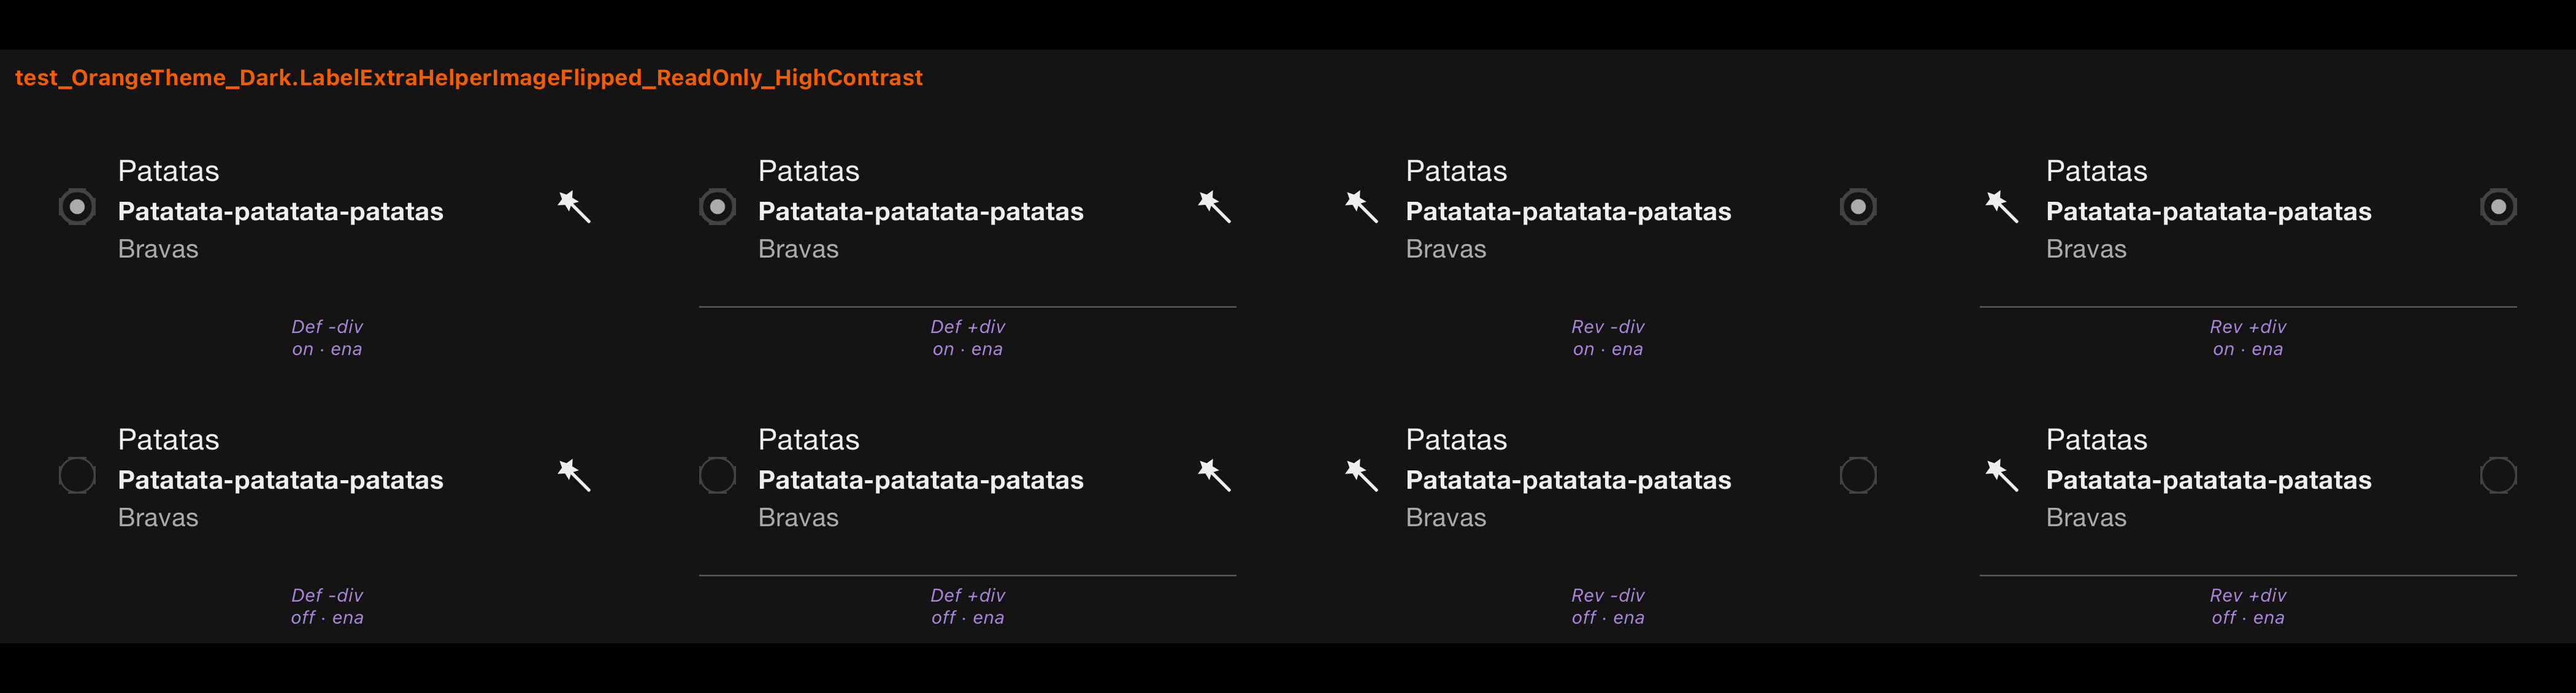 test_OrangeTheme_Dark.LabelExtraHelperImageFlipped_ReadOnly_HighContrast
Patatas
Patatata-patatata-patatas
Bravas
Def -div
on · ena
Patatas
Patatata-patatata-patatas
Bravas
Def +div
on · ena
Patatas
Patatata-patatata-patatas
Bravas
Rev -div
on · ena
Patatas
Patatata-patatata-patatas
Bravas
Rev +div
on · ena
Patatas
Patatata-patatata-patatas
Bravas
Def -div
off · ena
Patatas
Patatata-patatata-patatas
Bravas
Def +div
off · ena
Patatas
Patatata-patatata-patatas
Bravas
Rev -div
off · ena
Patatas
Patatata-patatata-patatas
Bravas
Rev +div
off · ena